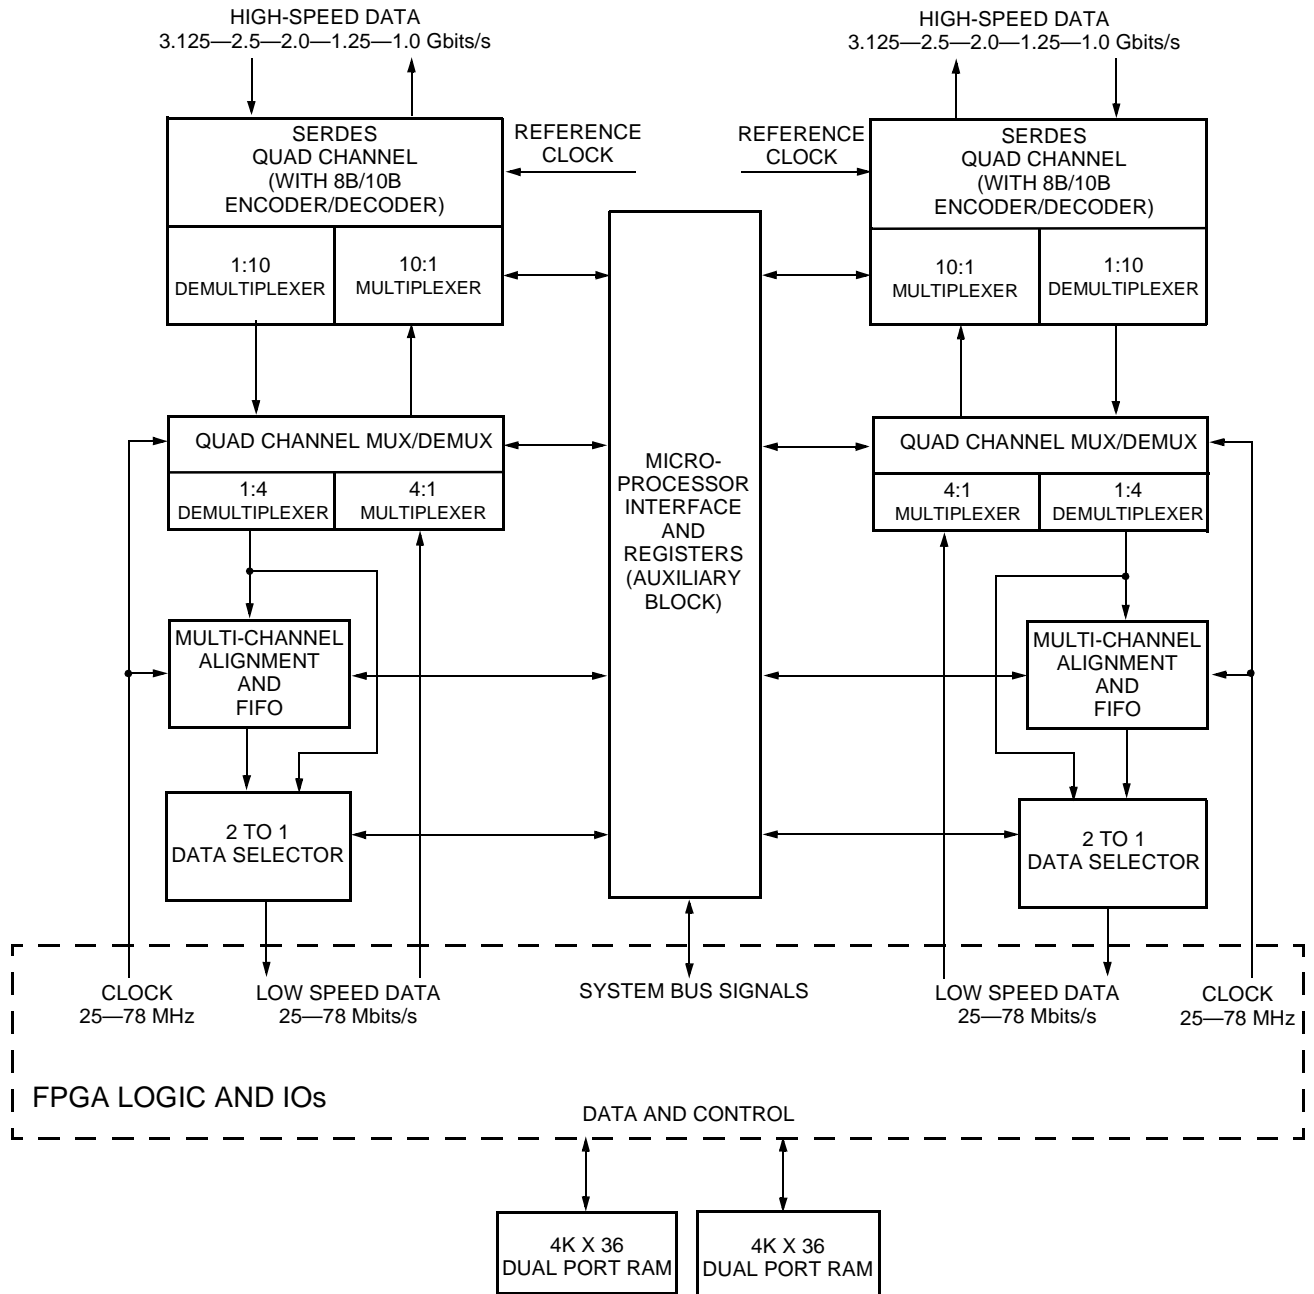 HIGH-SPEED DATA
3.125—2.5—2.0—1.25—1.0 Gbits/s
HIGH-SPEED DATA
3.125—2.5—2.0—1.25—1.0 Gbits/s
SERDES
QUAD CHANNEL
(WITH 8B/10B
ENCODER/DECODER)
REFERENCE
CLOCK
REFERENCE
CLOCK
SERDES
QUAD CHANNEL
(WITH 8B/10B
ENCODER/DECODER)
1:10
DEMULTIPLEXER
10:1
MULTIPLEXER
10:1
MULTIPLEXER
1:10
DEMULTIPLEXER
QUAD CHANNEL MUX/DEMUX
1:4
DEMULTIPLEXER
4:1
MULTIPLEXER
MICRO-
PROCESSOR
INTERFACE
AND
REGISTERS
(AUXILIARY
BLOCK)
QUAD CHANNEL MUX/DEMUX
4:1
MULTIPLEXER
1:4
DEMULTIPLEXER
MULTI-CHANNEL
ALIGNMENT
AND
FIFO
MULTI-CHANNEL
ALIGNMENT
AND
FIFO
2 TO 1
DATA SELECTOR
2 TO 1
DATA SELECTOR
CLOCK
25—78 MHz
LOW SPEED DATA
25—78 Mbits/s
SYSTEM BUS SIGNALS
LOW SPEED DATA
25—78 Mbits/s
CLOCK
25—78 MHz
FPGA LOGIC AND IOs
DATA AND CONTROL
4K X 36
DUAL PORT RAM
4K X 36
DUAL PORT RAM